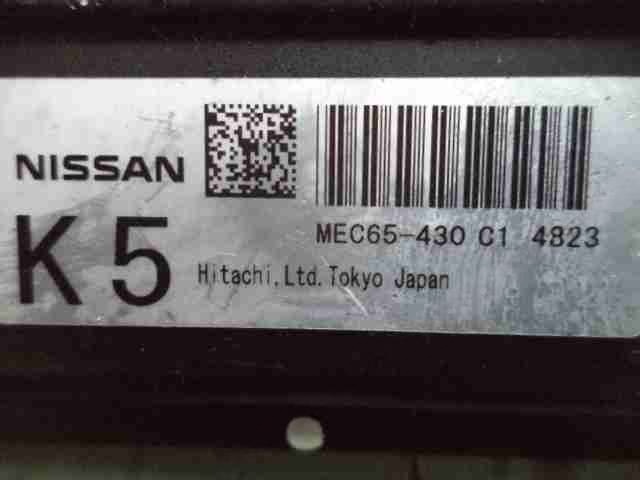 NISSAN
MEC65-430 C1 4823
K5
Hitachi,Ltd.Tokyo Japan